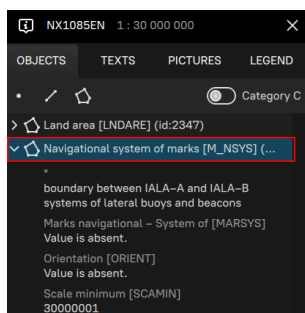 NX1085EN 1 : 30 000 000
OBJECTS TEXTS PICTURES LEGEND
Category C
Land area [LNDARE] (id:2347)
Navigational system of marks [M_NSYS] (...
*
boundary between IALA–A and IALA–B
systems of lateral buoys and beacons
Marks navigational – System of [MARSYS]
Value is absent.
Orientation [ORIENT]
Value is absent.
Scale minimum [SCAMIN]
30000001